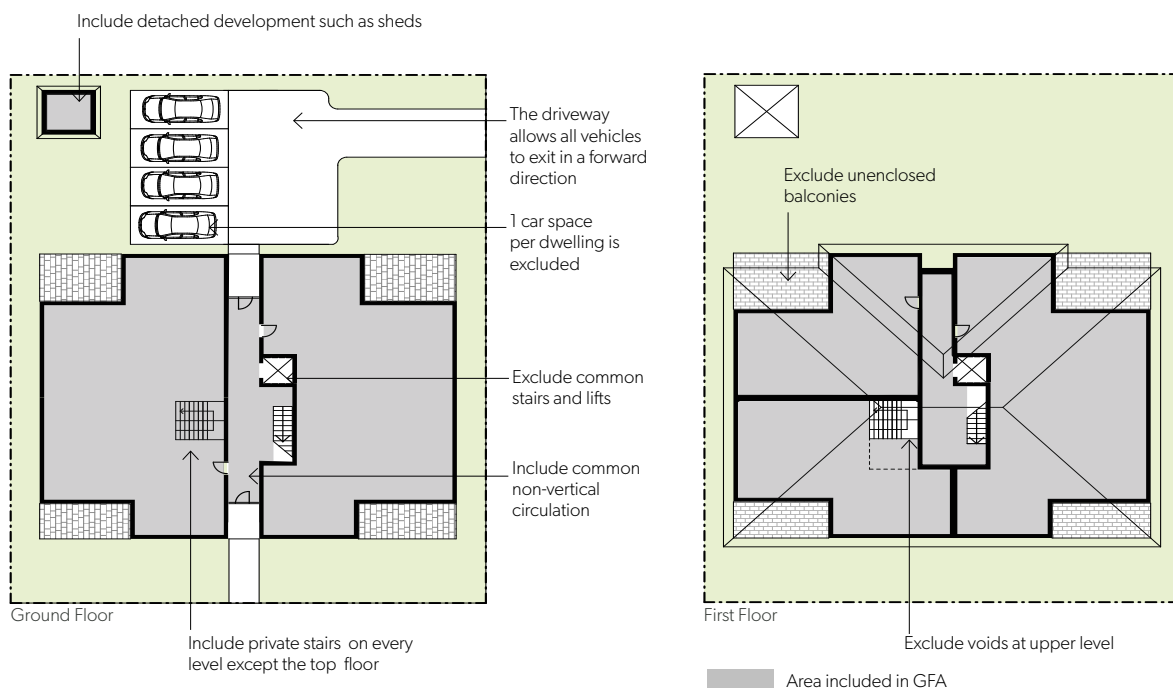 Include detached development such as sheds
The driveway
allows all vehicles
to exit in a forward
direction
1 car space
per dwelling is
excluded
Exclude common
stairs and lifts
Include common
non-vertical
circulation
Ground Floor
Include private stairs on every
level except the top floor
Exclude unenclosed
balconies
First Floor
Exclude voids at upper level
Area included in GFA